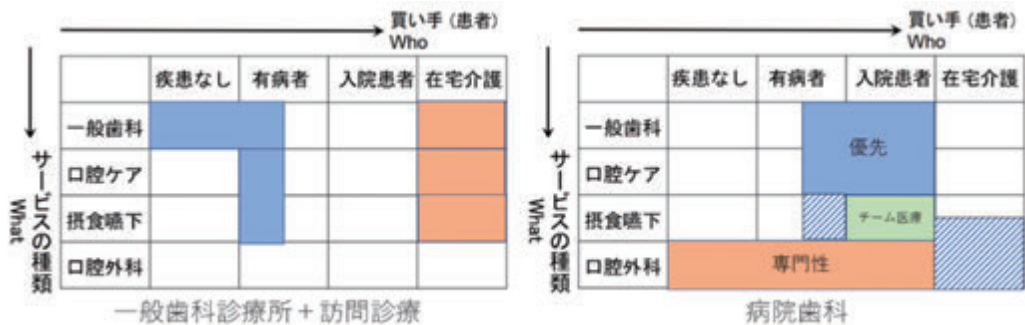 買い手(患者)
Who
疾患なし 有病者 入院患者 在宅介護
一般歯科
口腔ケア
摂食嚥下
口腔外科
サービスの種類
What
一般歯科診療所+訪問診療
買い手(患者)
Who
疾患なし 有病者 入院患者 在宅介護
一般歯科
口腔ケア
摂食嚥下
口腔外科
優先
チーム医療
専門性
サービスの種類
What
病院歯科